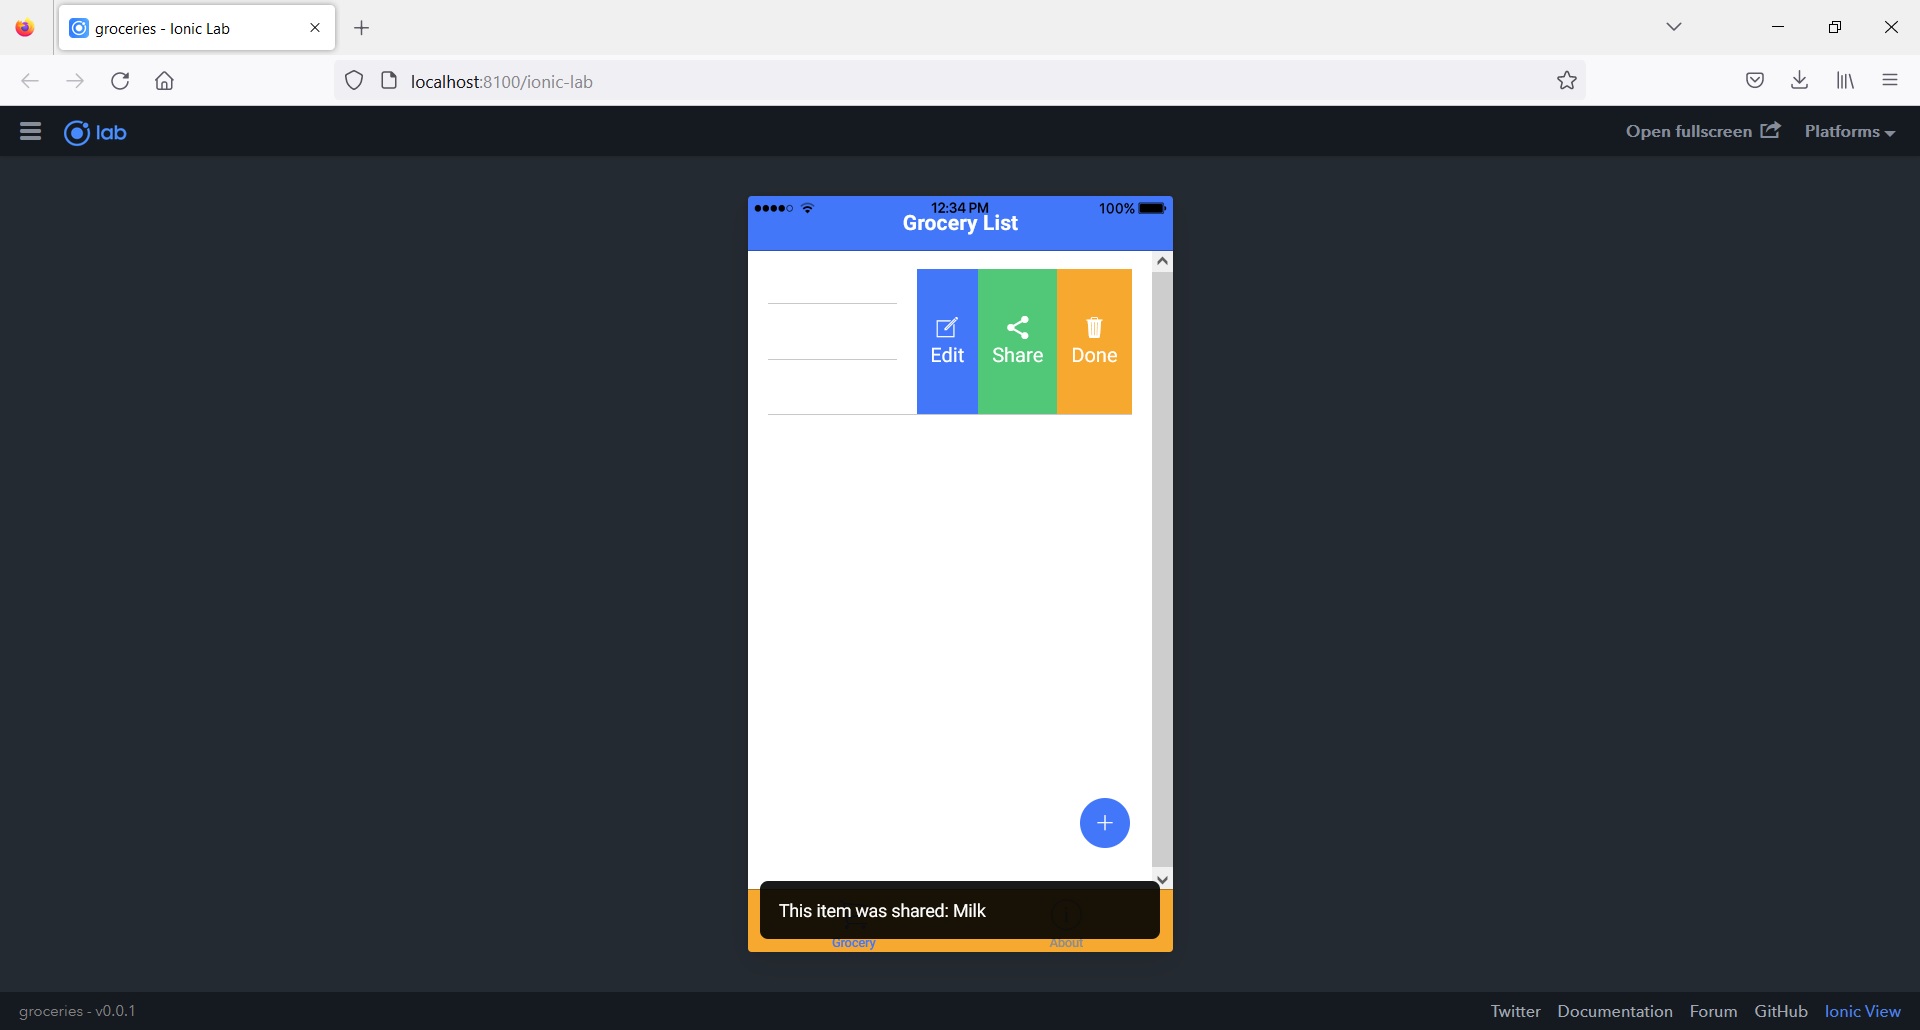 groceries - Ionic Lab
localhost:8100/ionic-lab
lab
Open fullscreen
Platforms
12:34 PM
100%
Grocery List
Edit
Share
Done
+
This item was shared: Milk
Grocery
About
groceries - v0.0.1
Twitter
Documentation
Forum
GitHub
Ionic View